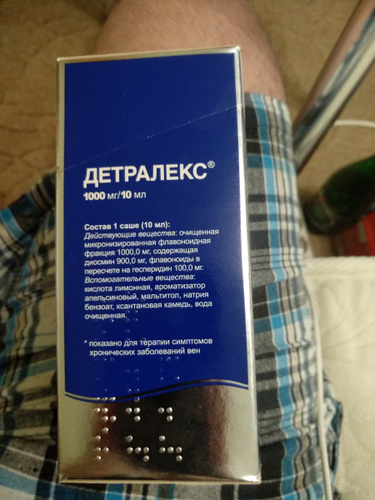 ДЕТРАЛЕКС®
1000 мг/10 мл
Состав 1 саше (10 мл):
Действующие вещества: очищенная
микронизированная флавоноидная
фракция 1000,0 мг, содержащая
диосмин 900,0 мг, флавоноиды в
пересчете на гесперидин 100,0 мг.
Вспомогательные вещества:
кислота лимонная, ароматизатор
апельсиновый, мальтитол, натрия
бензоат, ксантановая камедь, вода
очищенная.
* показано для терапии симптомов
хронических заболеваний вен